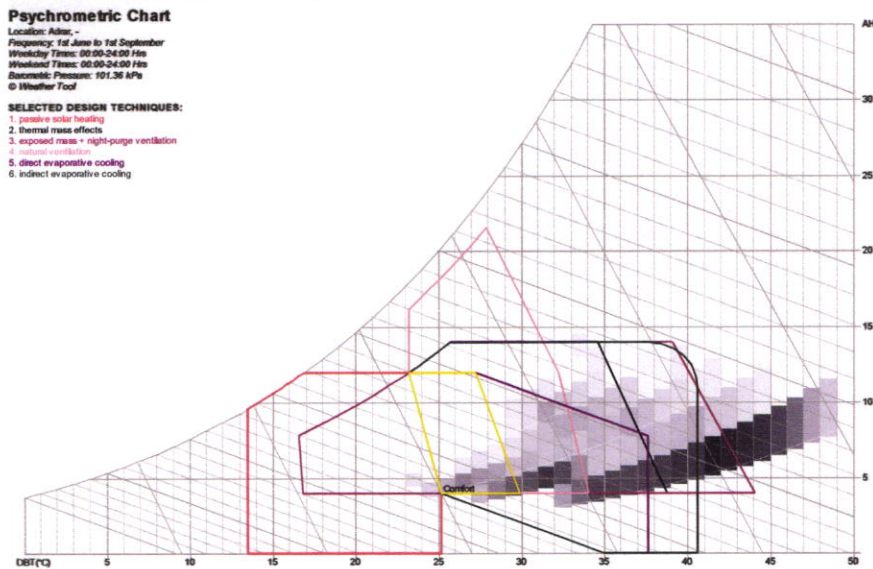 Psychrometric Chart
Location: Adrar, -
Frequency: 1st June to 1st September
Weekday Times: 00:00-24:00 Hrs
Weekend Times: 00:00-24:00 Hrs
Barometric Pressure: 101.36 kPa
© Weather Tool
SELECTED DESIGN TECHNIQUES:
1. passive solar heating
2. thermal mass effects
3. exposed mass + night-purge ventilation
4. natural ventilation
5. direct evaporative cooling
6. indirect evaporative cooling
AH
30
25
20
15
10
5
Comfort
DBT(°C) 5 10 15 20 25 30 35 40 45 50